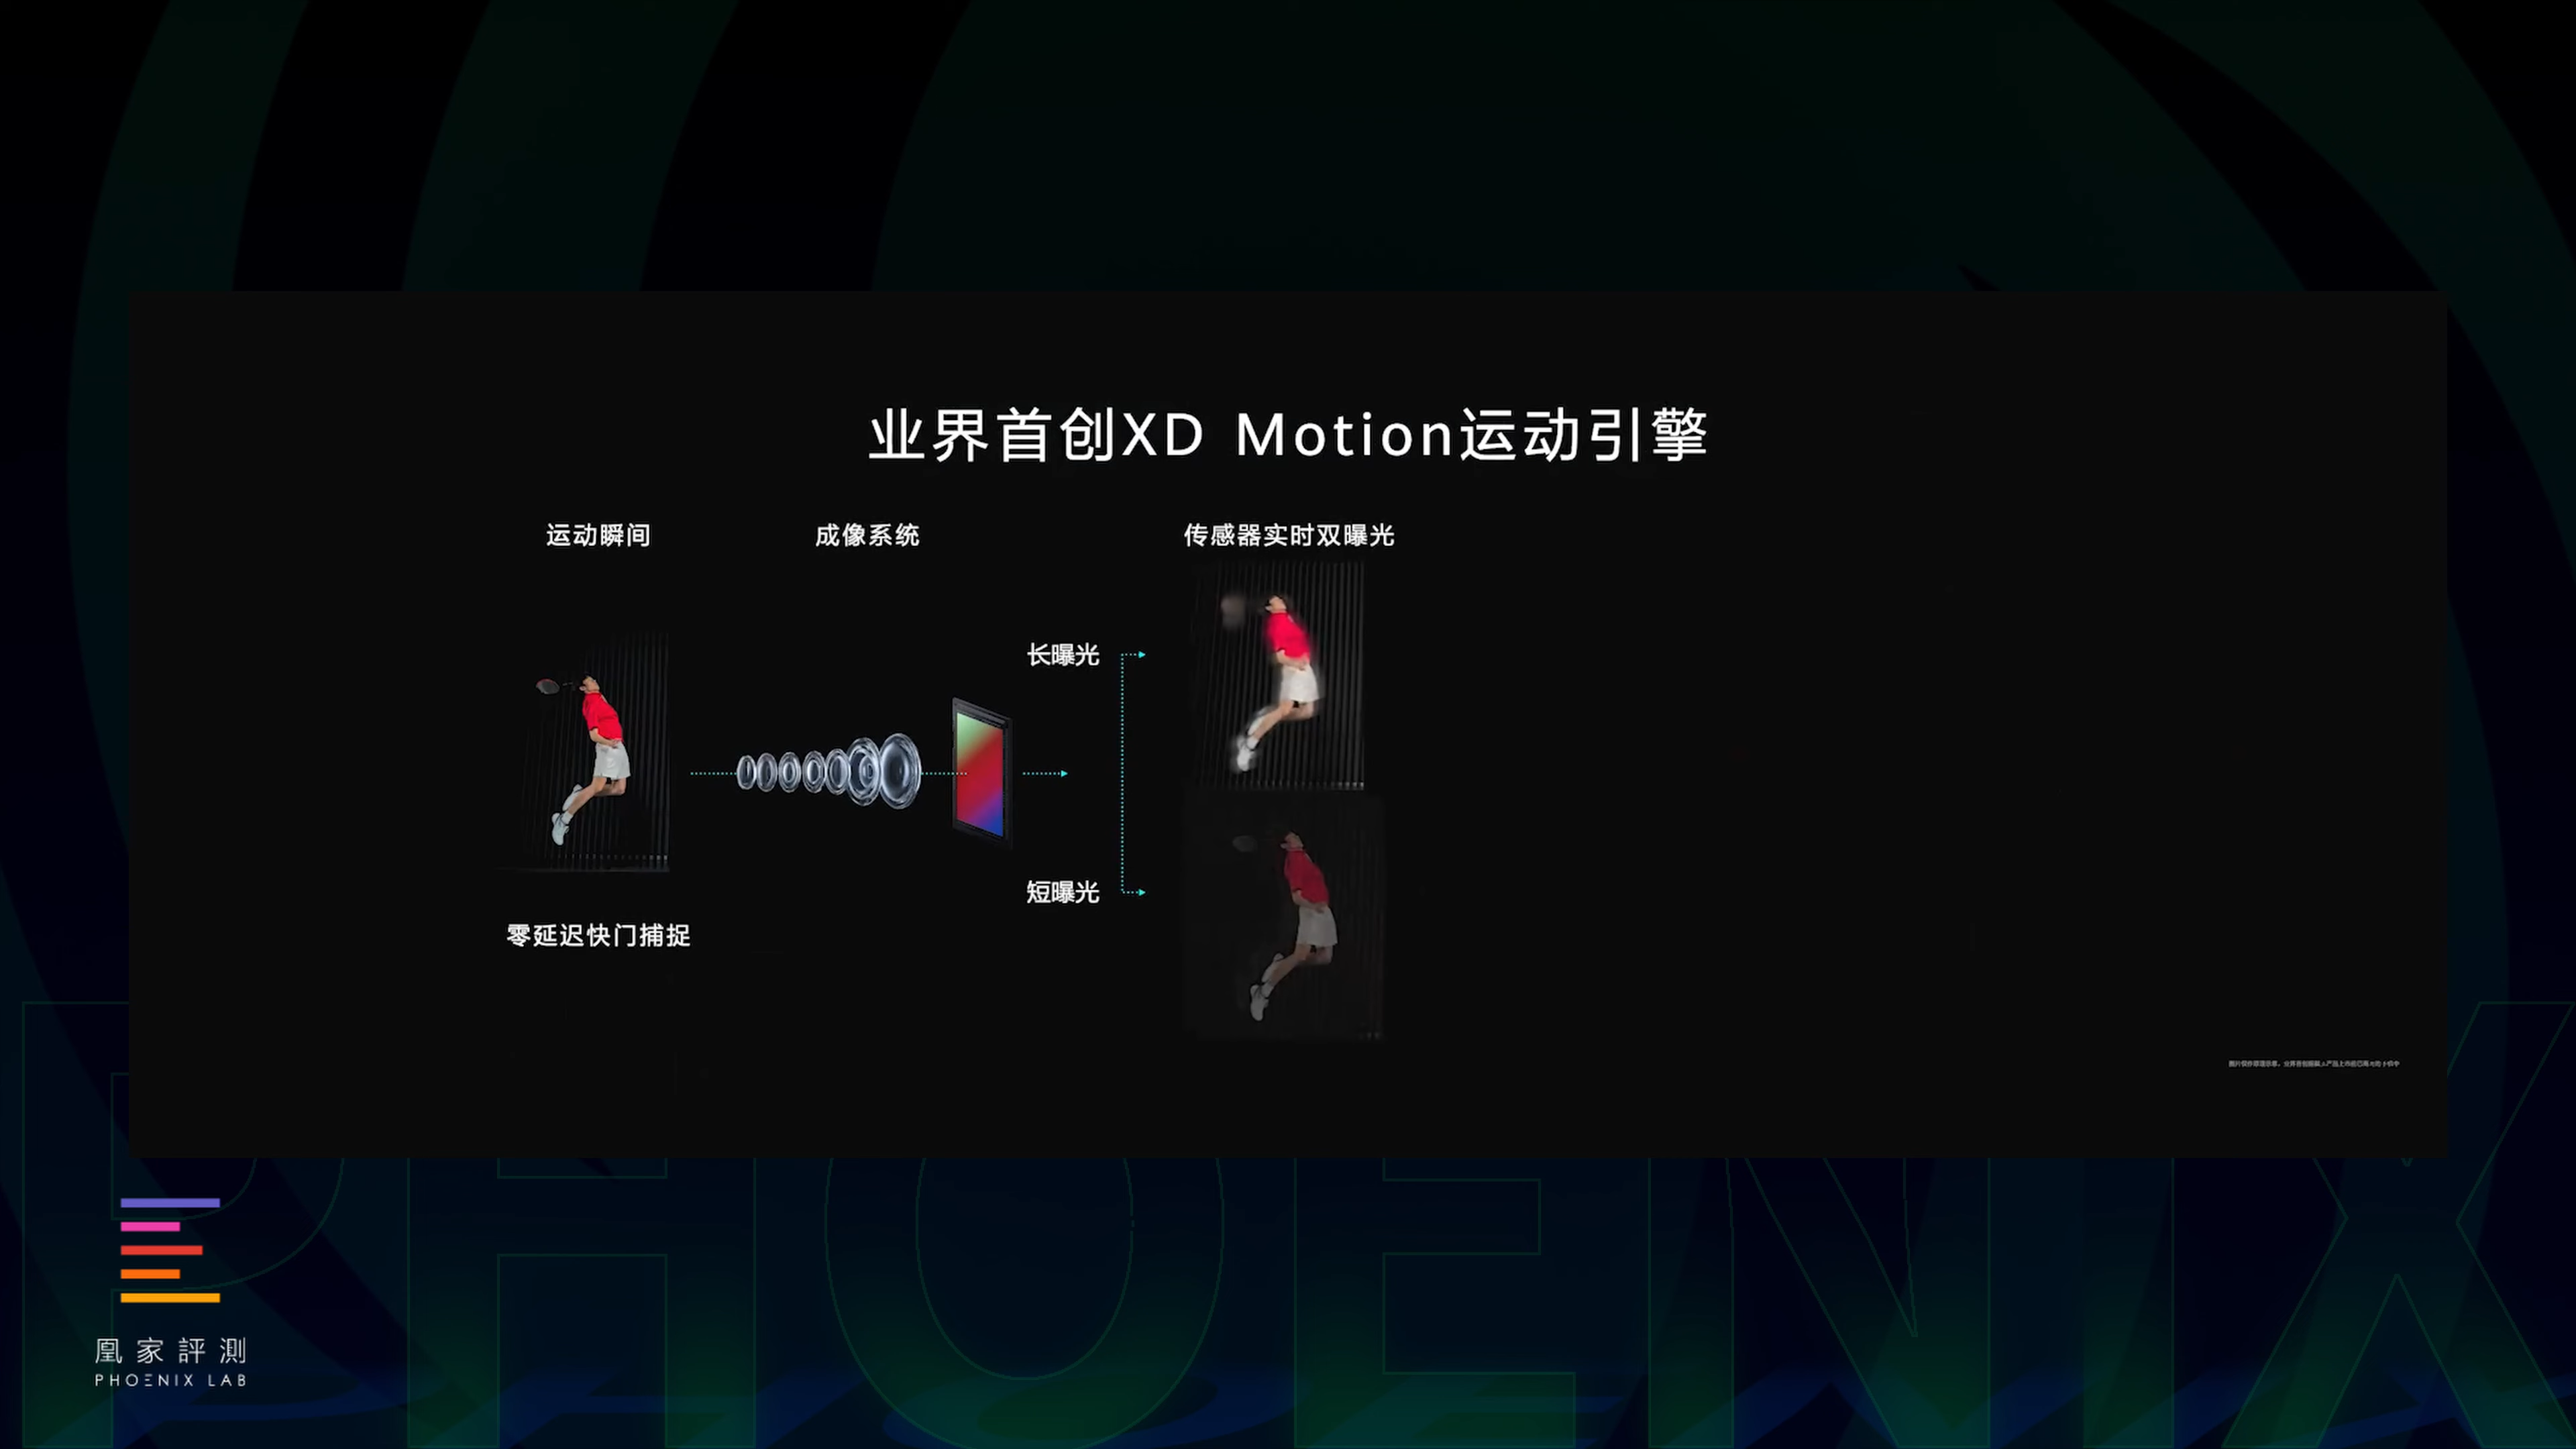 业界首创XD Motion运动引擎
运动瞬间
成像系统
传感器实时双曝光
长曝光
短曝光
零延迟快门捕捉
凰家評測
PHOENIX LAB
PHOENIX